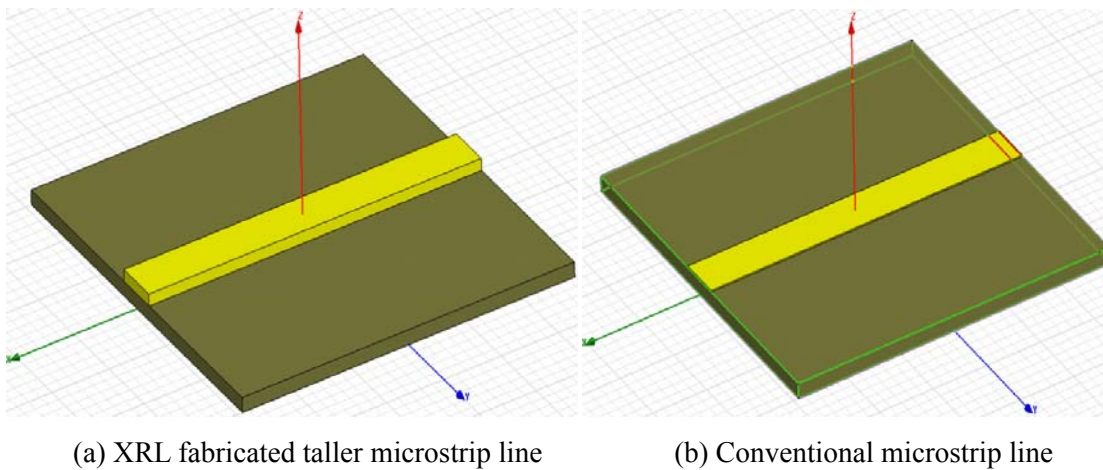 Z
Z
X
Y
Y
(a) XRL fabricated taller microstrip line
(b) Conventional microstrip line